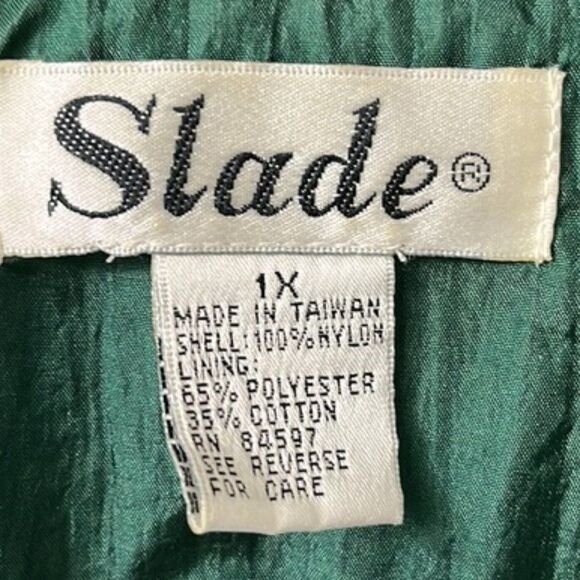 Slade®
1X
MADE IN TAIWAN
SHELL: 100% NYLON
LINING:
65% POLYESTER
35% COTTON
RN 84597
SEE REVERSE
FOR CARE